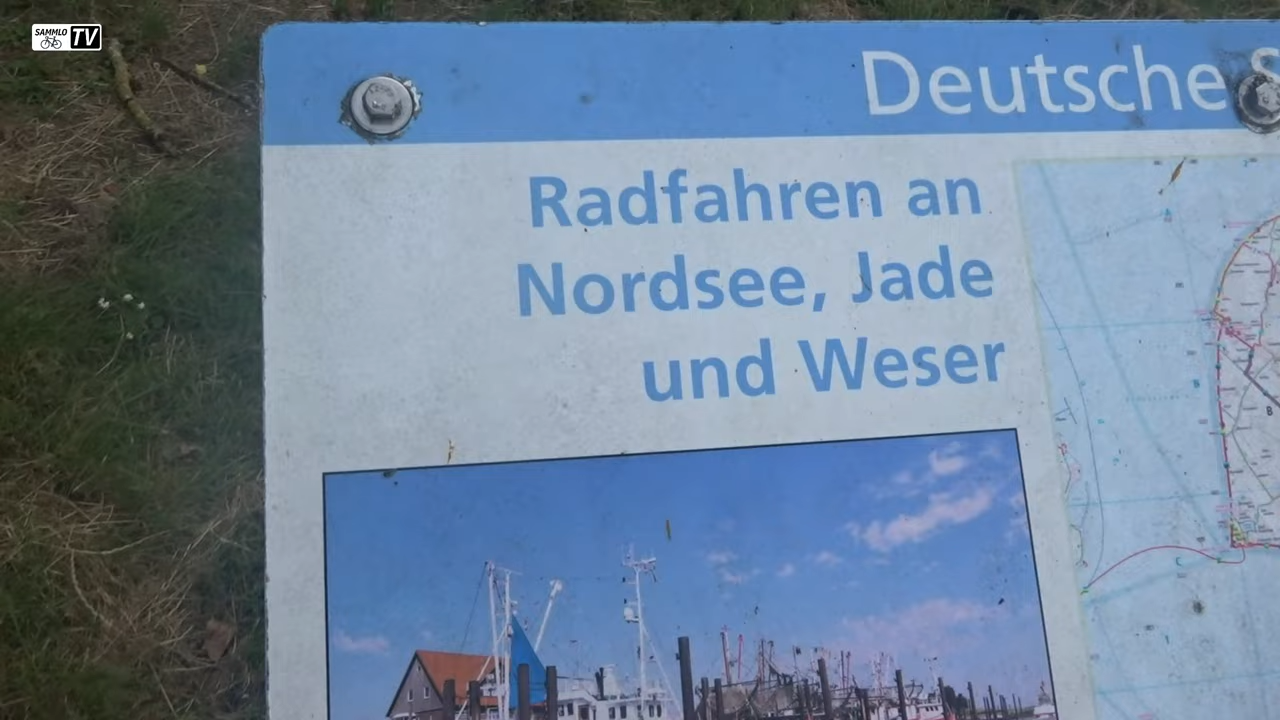 SAMMLO
TV
Deutsche S
Radfahren an
Nordsee, Jade
und Weser